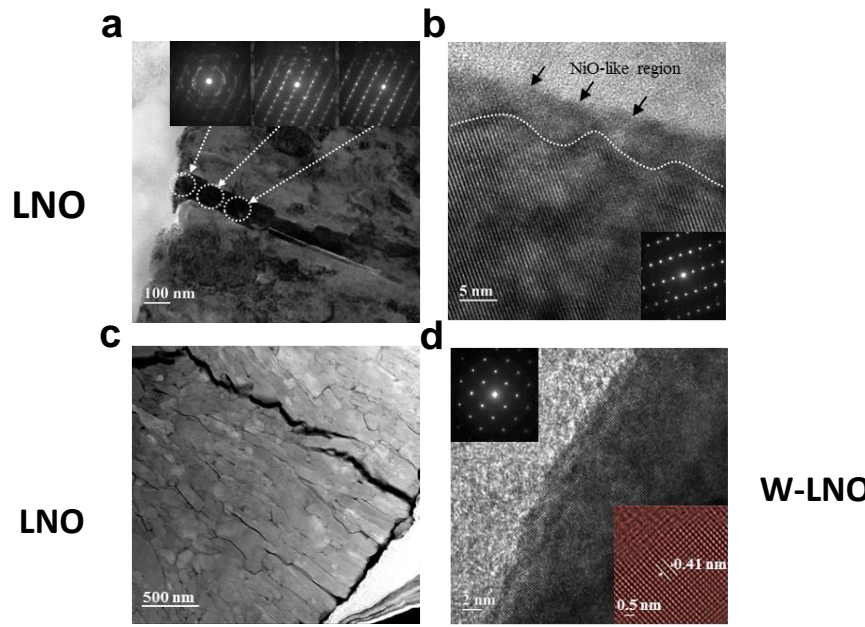 a
b
NiO-like region
LNO
100 nm
5 nm
c
d
LNO
W-LNO
0.41 nm
500 nm
2 nm
0.5 nm